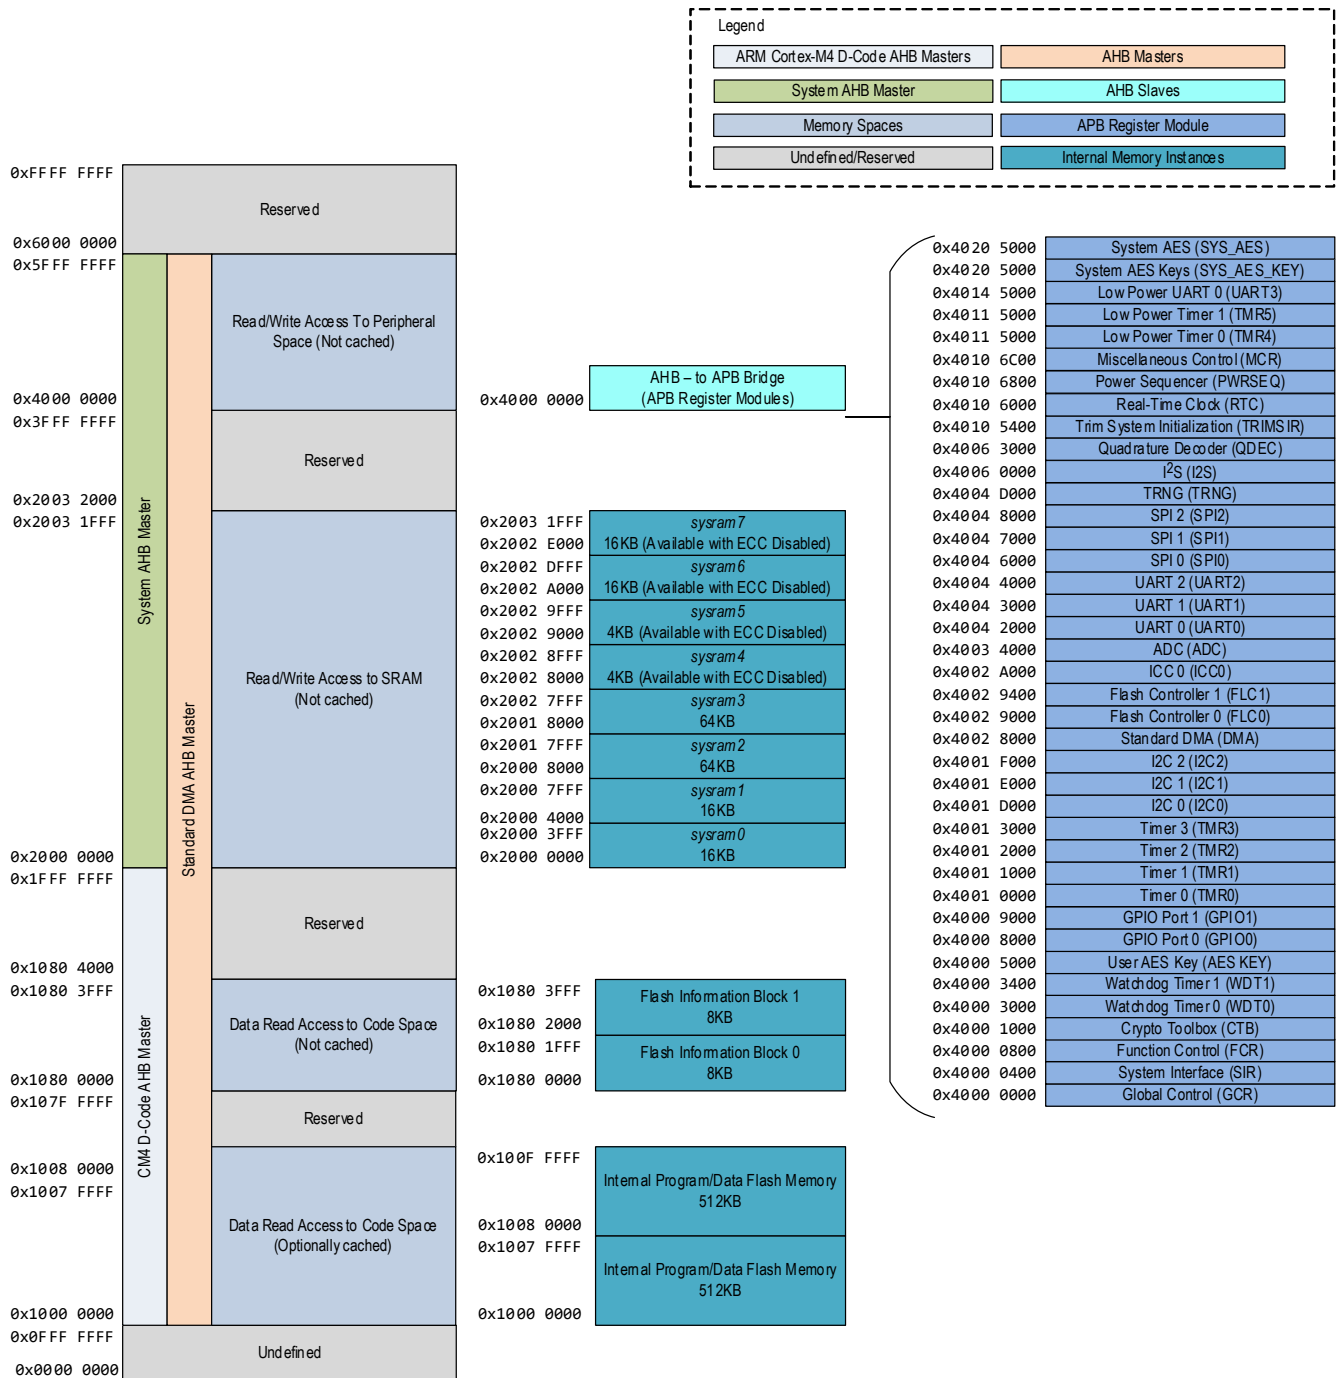 Legend
ARM Cortex-M4 D-Code AHB Masters
AHB Masters
System AHB Master
AHB Slaves
Memory Spaces
APB Register Module
Undefined/Reserved
Internal Memory Instances
0xFFFF FFFF
Reserved
0x6000 0000
0x5FFF FFFF
Read/Write Access To Peripheral
Space (Not cached)
0x4000 0000
0x3FFF FFFF
Reserved
0x2003 2000
0x2003 1FFF
Read/Write Access to SRAM
(Not cached)
0x2000 0000
0x1FFF FFFF
Reserved
0x1080 4000
0x1080 3FFF
Data Read Access to Code Space
(Not cached)
0x1080 0000
0x107F FFFF
Reserved
0x1008 0000
0x1007 FFFF
Data Read Access to Code Space
(Optionally cached)
0x1000 0000
0x0FFF FFFF
Undefined
0x0000 0000
System AHB Master
CM4 D-Code AHB Master
Standard DMA AHB Master
0x4000 0000
AHB – to APB Bridge
(APB Register Modules)
0x2003 1FFF
sysram7
0x2002 E000
16KB (Available with ECC Disabled)
0x2002 DFFF
sysram6
0x2002 A000
16KB (Available with ECC Disabled)
0x2002 9FFF
sysram5
0x2002 9000
4KB (Available with ECC Disabled)
0x2002 8FFF
sysram4
0x2002 8000
4KB (Available with ECC Disabled)
0x2002 7FFF
sysram3
0x2001 8000
64KB
0x2001 7FFF
sysram2
0x2000 8000
64KB
0x2000 7FFF
sysram1
0x2000 4000
16KB
0x2000 3FFF
sysram0
0x2000 0000
16KB
0x1080 3FFF
Flash Information Block 1
8KB
0x1080 2000
0x1080 1FFF
Flash Information Block 0
8KB
0x1080 0000
0x100F FFFF
Internal Program/Data Flash Memory
512KB
0x1008 0000
0x1007 FFFF
Internal Program/Data Flash Memory
512KB
0x1000 0000
0x4020 5000 System AES (SYS_AES)
0x4020 5000 System AES Keys (SYS_AES_KEY)
0x4014 5000 Low Power UART 0 (UART3)
0x4011 5000 Low Power Timer 1 (TMR5)
0x4011 5000 Low Power Timer 0 (TMR4)
0x4010 6C00 Miscellaneous Control (MCR)
0x4010 6800 Power Sequencer (PWRSEQ)
0x4010 6000 Real-Time Clock (RTC)
0x4010 5400 Trim System Initialization (TRIMSIR)
0x4006 3000 Quadrature Decoder (QDEC)
0x4006 0000 I2S (I2S)
0x4004 D000 TRNG (TRNG)
0x4004 8000 SPI 2 (SPI2)
0x4004 7000 SPI 1 (SPI1)
0x4004 6000 SPI 0 (SPI0)
0x4004 4000 UART 2 (UART2)
0x4004 3000 UART 1 (UART1)
0x4004 2000 UART 0 (UART0)
0x4003 4000 ADC (ADC)
0x4002 A000 ICC 0 (ICC0)
0x4002 9400 Flash Controller 1 (FLC1)
0x4002 9000 Flash Controller 0 (FLC0)
0x4002 8000 Standard DMA (DMA)
0x4001 F000 I2C 2 (I2C2)
0x4001 E000 I2C 1 (I2C1)
0x4001 D000 I2C 0 (I2C0)
0x4001 3000 Timer 3 (TMR3)
0x4001 2000 Timer 2 (TMR2)
0x4001 1000 Timer 1 (TMR1)
0x4001 0000 Timer 0 (TMR0)
0x4000 9000 GPIO Port 1 (GPIO1)
0x4000 8000 GPIO Port 0 (GPIO0)
0x4000 5000 User AES Key (AES KEY)
0x4000 3400 Watchdog Timer 1 (WDT1)
0x4000 3000 Watchdog Timer 0 (WDT0)
0x4000 1000 Crypto Toolbox (CTB)
0x4000 0800 Function Control (FCR)
0x4000 0400 System Interface (SIR)
0x4000 0000 Global Control (GCR)